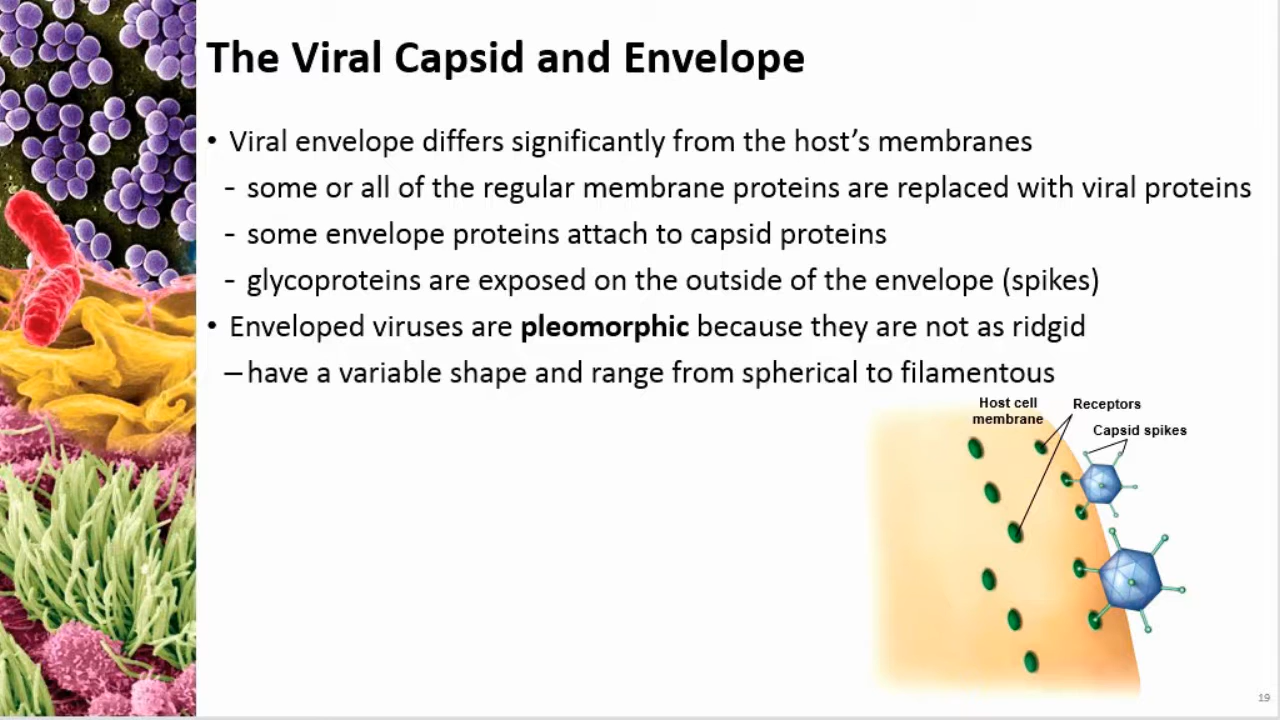 The Viral Capsid and Envelope
• Viral envelope differs significantly from the host’s membranes
- some or all of the regular membrane proteins are replaced with viral proteins
- some envelope proteins attach to capsid proteins
- glycoproteins are exposed on the outside of the envelope (spikes)
• Enveloped viruses are pleomorphic because they are not as ridgid
– have a variable shape and range from spherical to filamentous
Host cell
membrane
Receptors
Capsid spikes
19